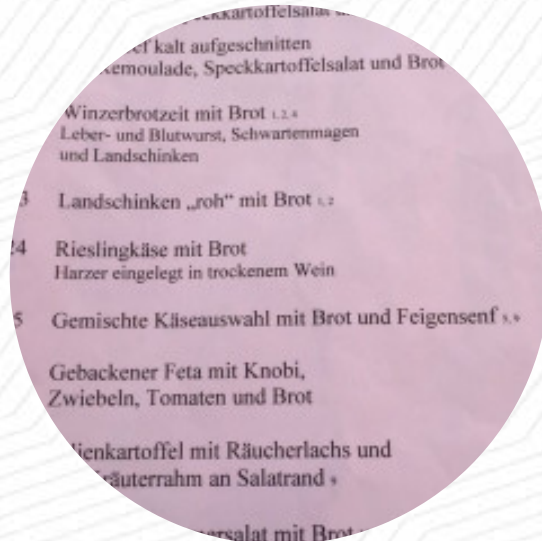 kalt aufgeschnitten
Speckkartoffelsalat und Brot
Winzerbrotzeit mit Brot 1,2,4
Leber- und Blutwurst, Schwartenmagen
und Landschinken
3 Landschinken „roh“ mit Brot 1, 2
24 Rieslingkäse mit Brot
Harzer eingelegt in trockenem Wein
5 Gemischte Käseauswahl mit Brot und Feigensenf
Gebackener Feta mit Knobi,
Zwiebeln, Tomaten und Brot
mit Räucherlachs und
an Salatrand
mit Brot